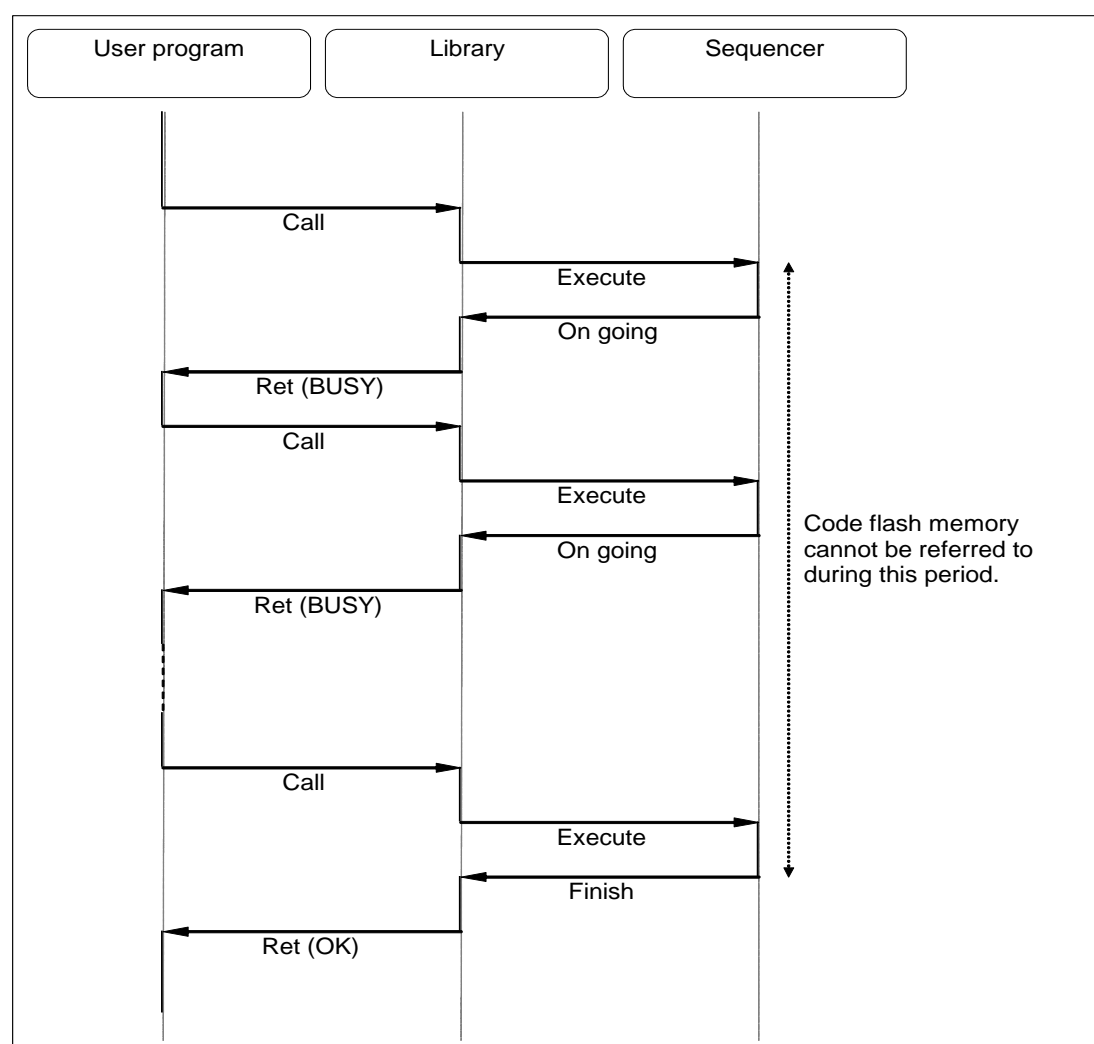 User program
Library
Sequencer
Call
Execute
On going
Ret (BUSY)
Call
Execute
On going
Code flash memory
cannot be referred to
during this period.
Ret (BUSY)
Call
Execute
Finish
Ret (OK)